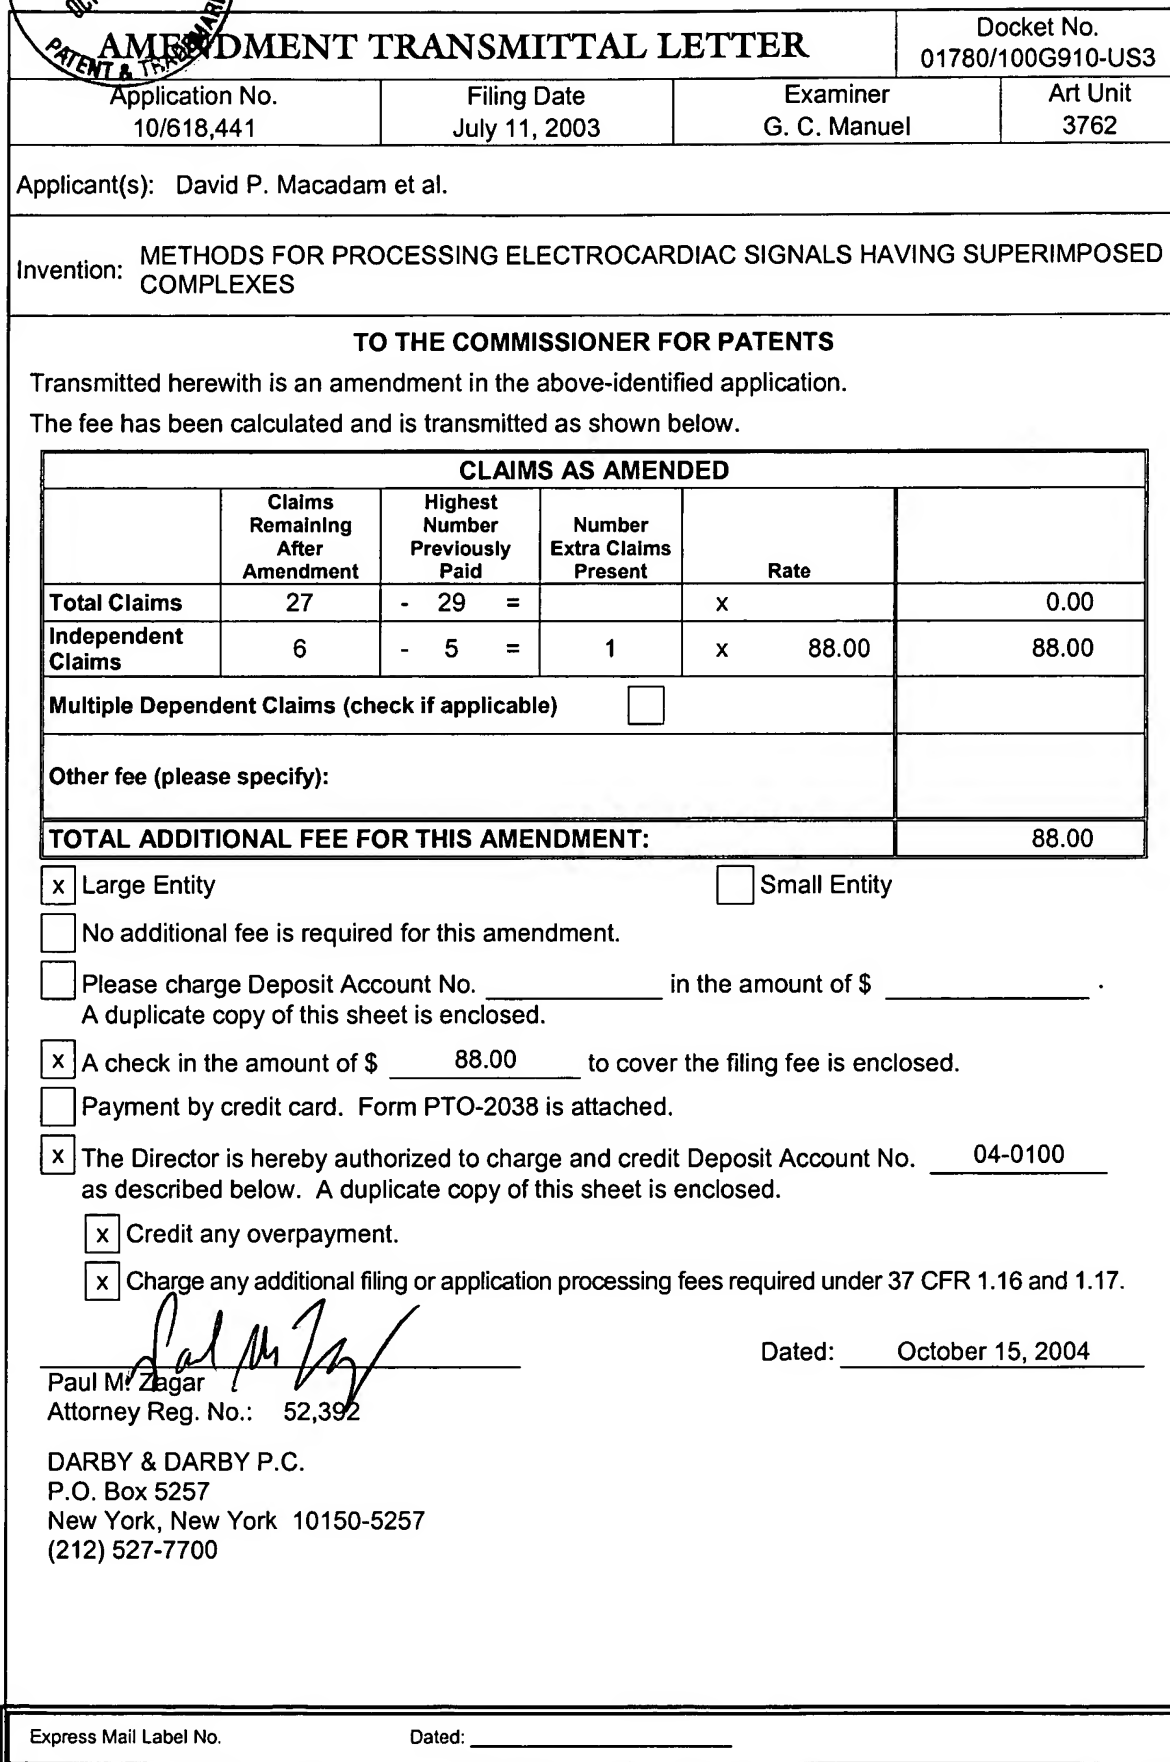 PATENT & TRADEMARK
AMENDMENT TRANSMITTAL LETTER
Docket No.
01780/100G910-US3
Application No.
10/618,441
Filing Date
July 11, 2003
Examiner
G. C. Manuel
Art Unit
3762
Applicant(s): David P. Macadam et al.
Invention: METHODS FOR PROCESSING ELECTROCARDIAC SIGNALS HAVING SUPERIMPOSED
COMPLEXES
TO THE COMMISSIONER FOR PATENTS
Transmitted herewith is an amendment in the above-identified application.
The fee has been calculated and is transmitted as shown below.
CLAIMS AS AMENDED
Claims
Remaining
After
Amendment
Highest
Number
Previously
Paid
Number
Extra Claims
Present
Rate
Total Claims 27 - 29 = x 0.00
Independent
Claims 6 - 5 = 1 x 88.00 88.00
Multiple Dependent Claims (check if applicable)
Other fee (please specify):
TOTAL ADDITIONAL FEE FOR THIS AMENDMENT: 88.00
x Large Entity Small Entity
No additional fee is required for this amendment.
Please charge Deposit Account No. in the amount of $ .
A duplicate copy of this sheet is enclosed.
x A check in the amount of $ 88.00 to cover the filing fee is enclosed.
Payment by credit card. Form PTO-2038 is attached.
x The Director is hereby authorized to charge and credit Deposit Account No. 04-0100
as described below. A duplicate copy of this sheet is enclosed.
x Credit any overpayment.
x Charge any additional filing or application processing fees required under 37 CFR 1.16 and 1.17.
Dated: October 15, 2004
Paul M. Zagar
Attorney Reg. No.: 52,392
DARBY & DARBY P.C.
P.O. Box 5257
New York, New York 10150-5257
(212) 527-7700
Express Mail Label No. Dated: